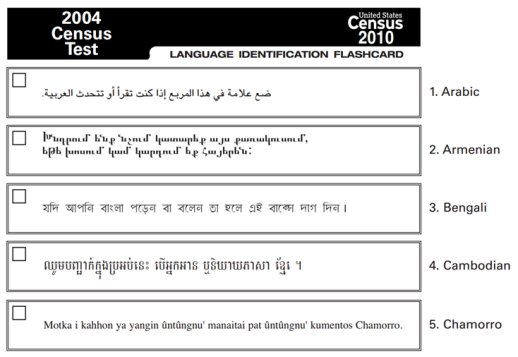 2004
Census
Test
United States
Census
2010
LANGUAGE IDENTIFICATION FLASHCARD
ضع علامة في هذا المربع إذا كنت تقرأ أو تتحدث العربية.
1. Arabic
Խնդրում ենք նշում կատարեք այս քառակուսում,
եթե խոսում կամ կարդում եք Հայերեն:
2. Armenian
যদি আপনি বাংলা পড়েন বা বলেন তা হলে এই বাক্সে দাগ দিন।
3. Bengali
ឈូមបញ្ជាក់ក្នុងប្រអប់នេះ បើអ្នកអាន ឬនិយាយភាសា ខ្មែរ ។
4. Cambodian
Motka i kahhon ya yangin ûntûngnu' manaitai pat ûntûngnu' kumentos Chamorro.
5. Chamorro